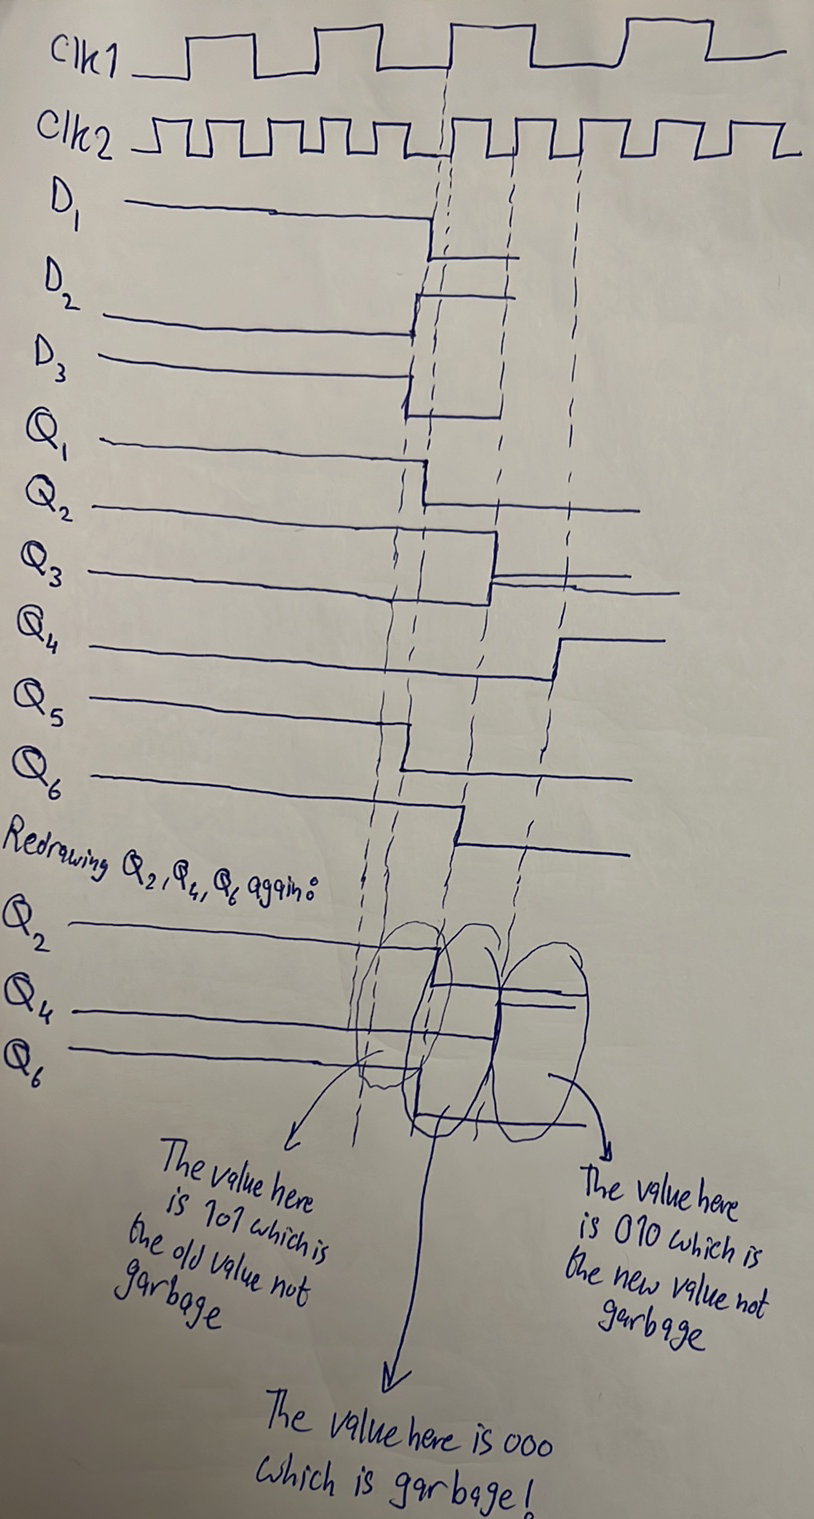 Clk1
Clk2
D1
D2
D3
Q1
Q2
Q3
Q4
Q5
Q6
Redrawing Q2, Q4, Q6 again:
Q2
Q4
Q6
The value here
is 101 which is
the old value not
garbage
The value here
is 010 which is
the new value not
garbage
The value here is 000
which is garbage!